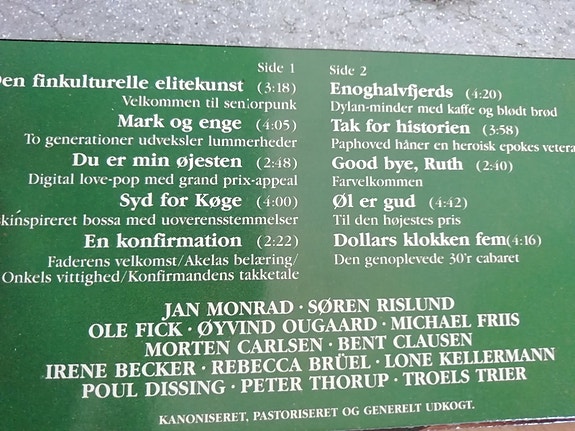 Side 1
Den finkulturelle elitekunst (3:18)
Velkommen til seniorpunk
Mark og enge (4:05)
To generationer udveksler lummerheder
Du er min øjesten (2:48)
Digital love-pop med grand prix-appeal
Syd for Køge (4:00)
skinspireret bossa med uoverensstemmelser
En konfirmation (2:22)
Faderens velkomst/Akelas belæring/
Onkels vittighed/Konfirmandens takketale
Side 2
Enoghalvfjerds (4:20)
Dylan-minder med kaffe og blødt brød
Tak for historien (3:58)
Paphoved håner en heroisk epokes vetera
Good bye, Ruth (2:40)
Farvelkommen
Øl er gud (4:42)
Til den højestes pris
Dollars klokken fem (4:16)
Den genoplevede 30'r cabaret
JAN MONRAD · SØREN RISLUND
OLE FICK · ØYVIND OUGAARD · MICHAEL FRIIS
MORTEN CARLSEN · BENT CLAUSEN
IRENE BECKER · REBECCA BRÜEL · LONE KELLERMANN
POUL DISSING · PETER THORUP · TROELS TRIER
KANONISERET, PASTORISERET OG GENERELT UDKOGT.